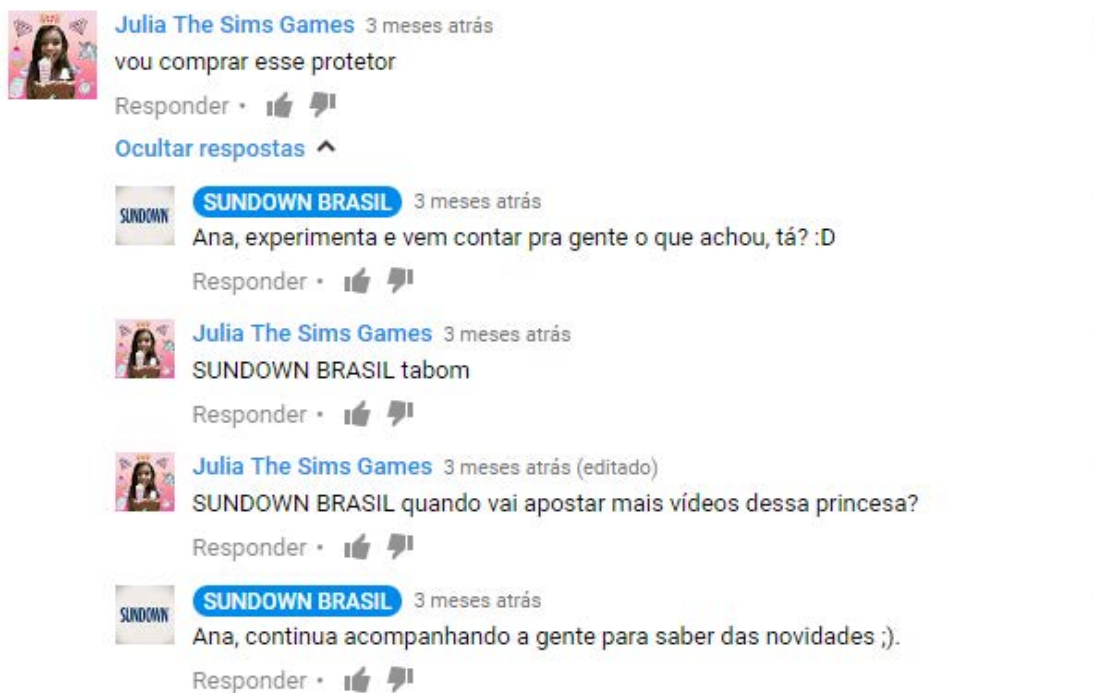 Julia The Sims Games 3 meses atrás
vou comprar esse protetor
Responder •
Ocultar respostas
SUNDOWN
SUNDOWN BRASIL 3 meses atrás
Ana, experimenta e vem contar pra gente o que achou, tá? :D
Responder •
Julia The Sims Games 3 meses atrás
SUNDOWN BRASIL tabom
Responder •
Julia The Sims Games 3 meses atrás (editado)
SUNDOWN BRASIL quando vai apostar mais vídeos dessa princesa?
Responder •
SUNDOWN
SUNDOWN BRASIL 3 meses atrás
Ana, continua acompanhando a gente para saber das novidades ;).
Responder •